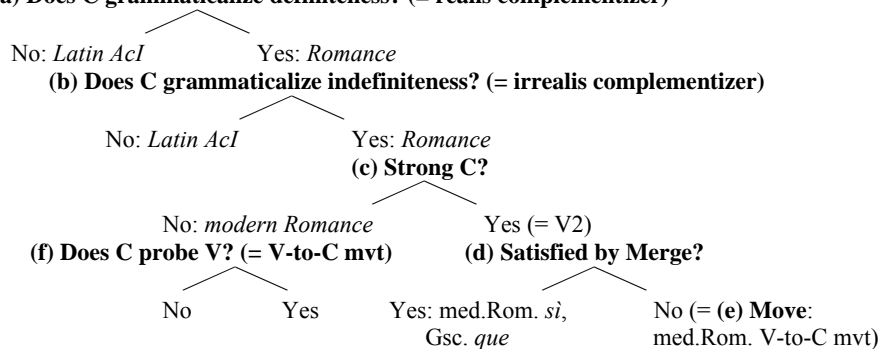 a) Does C grammaticalize definiteness? (= realis complementizer)
No: Latin AcI Yes: Romance
(b) Does C grammaticalize indefiniteness? (= irrealis complementizer)
No: Latin AcI Yes: Romance
(c) Strong C?
No: modern Romance Yes (= V2)
(f) Does C probe V? (= V-to-C mvt) (d) Satisfied by Merge?
No Yes Yes: med.Rom. sì, No (= (e) Move:
Gsc. que med.Rom. V-to-C mvt)